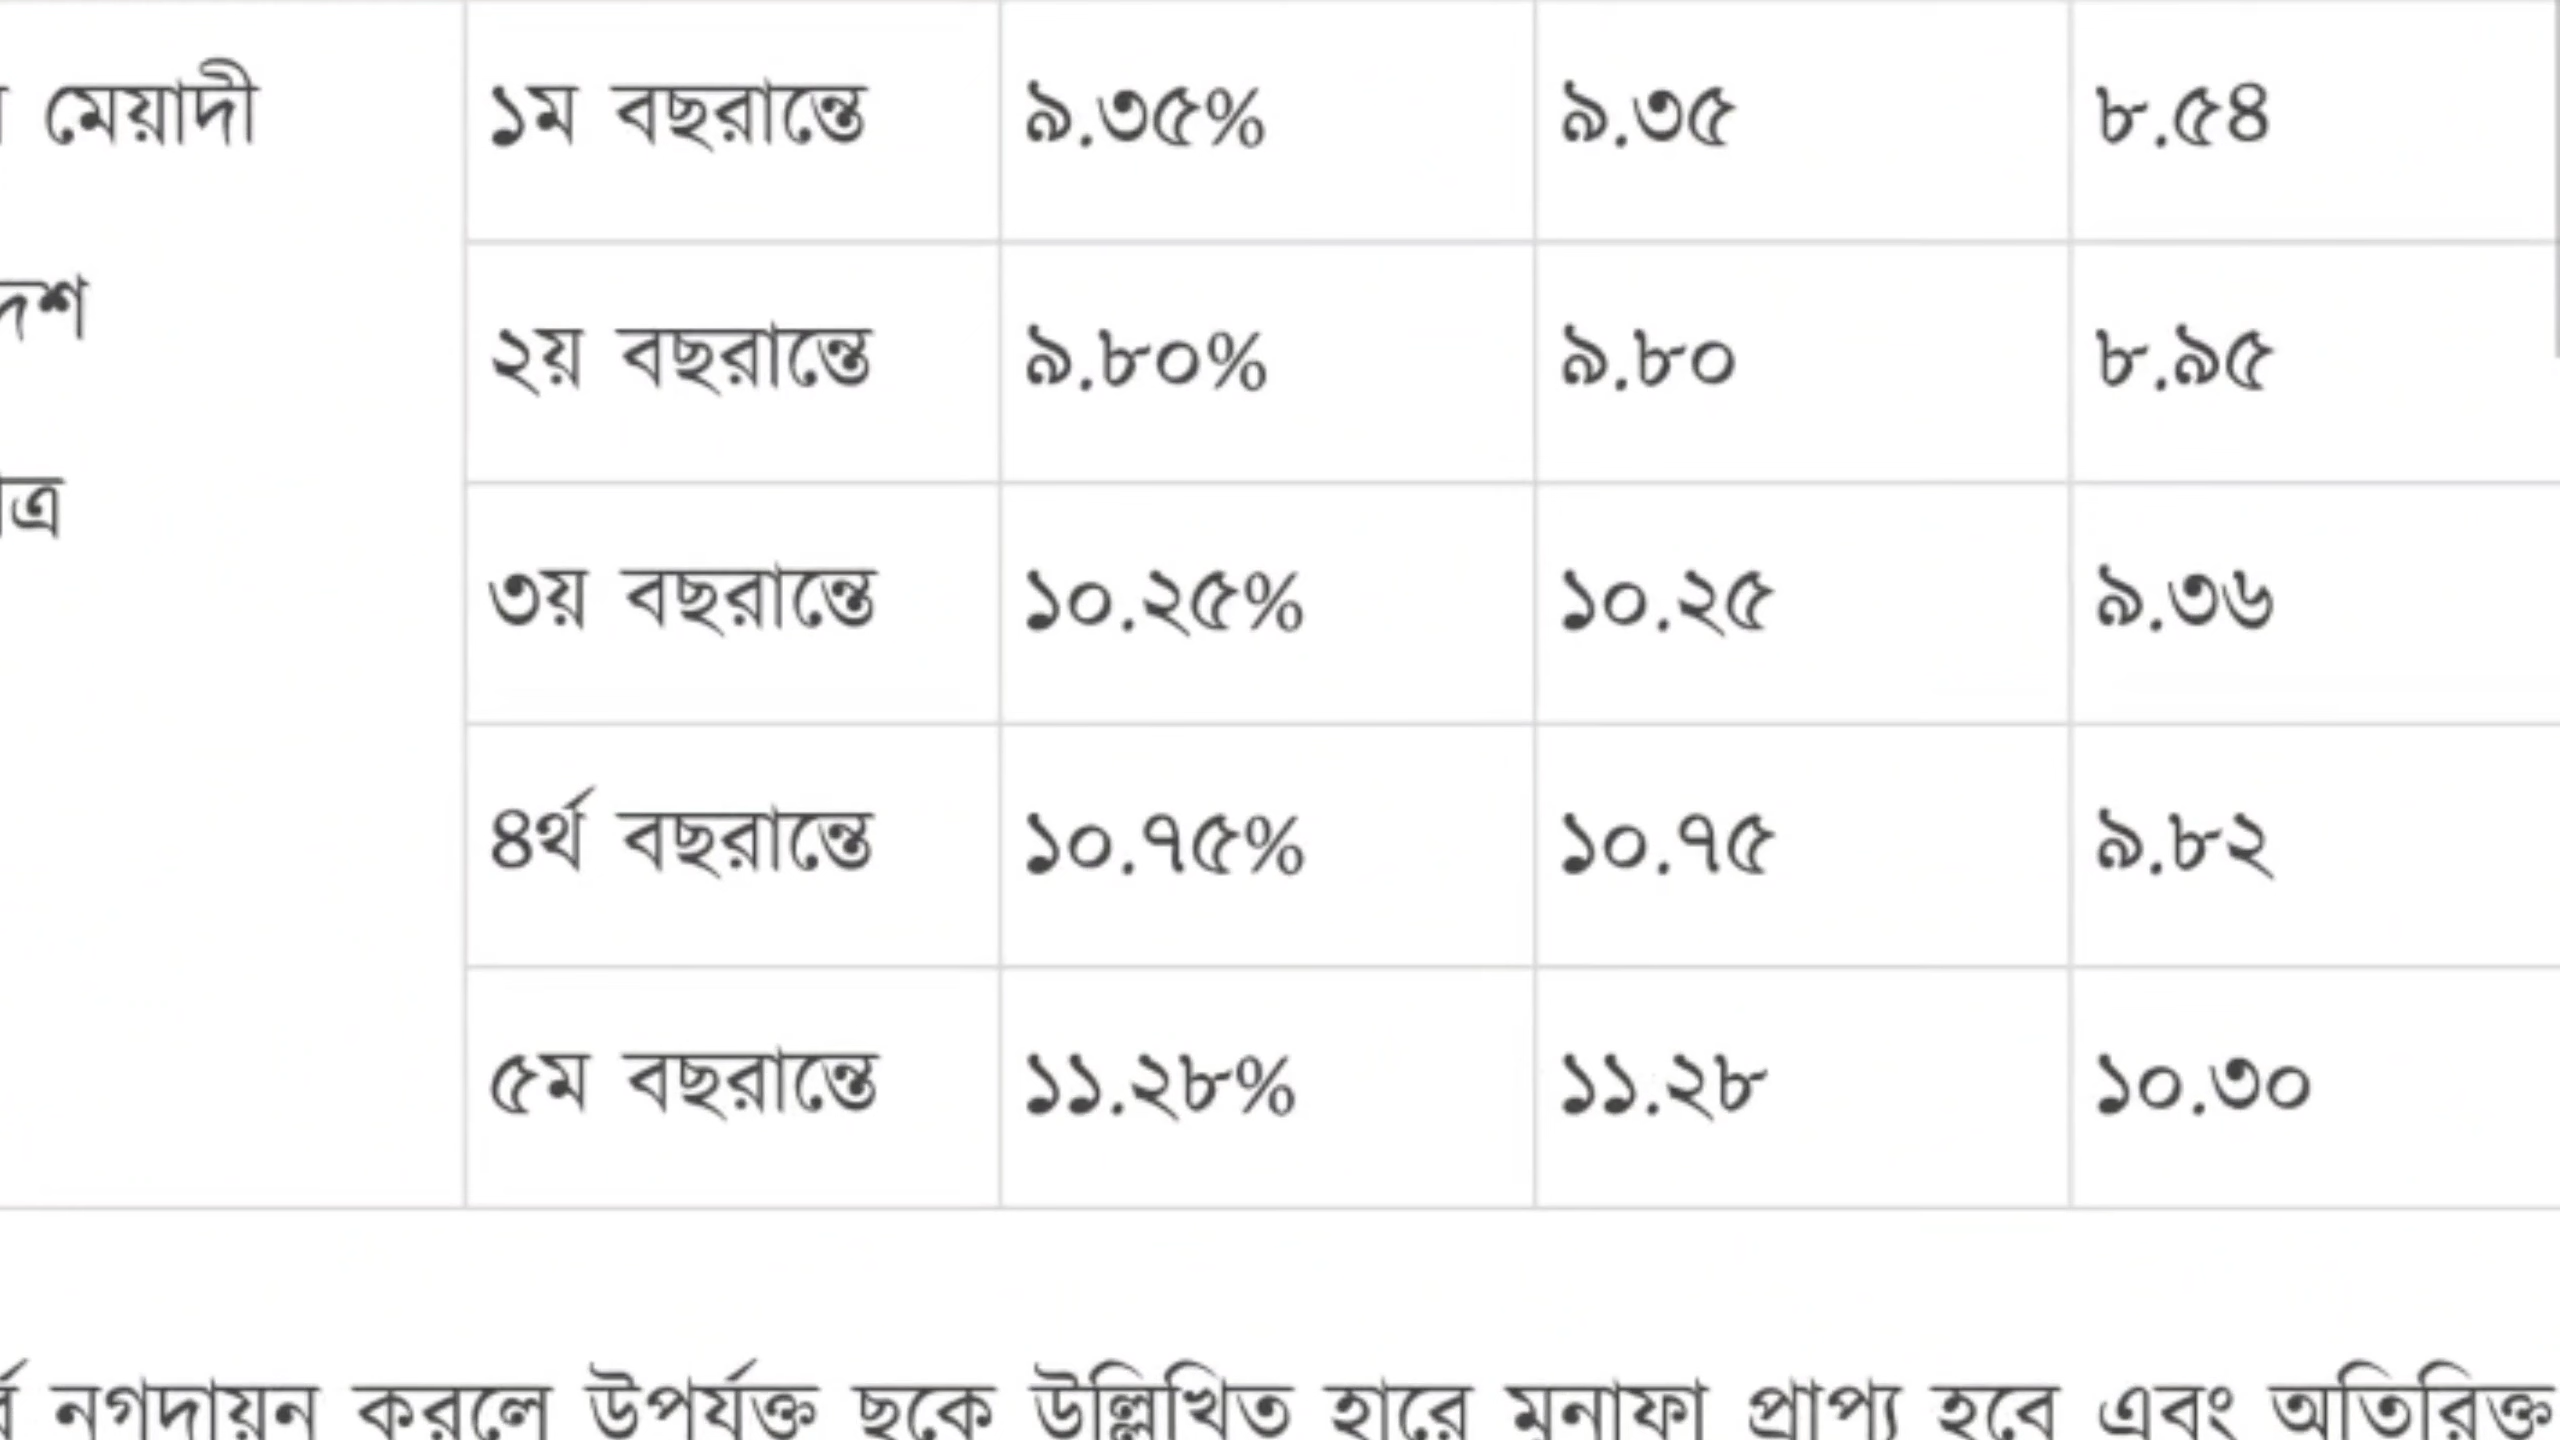 মেয়াদী ১ম বছরান্তে ৯.৩৫% ৯.৩৫ ৮.৫৪
২য় বছরান্তে ৯.৮০% ৯.৮০ ৮.৯৫
৩য় বছরান্তে ১০.২৫% ১০.২৫ ৯.৩৬
৪র্থ বছরান্তে ১০.৭৫% ১০.৭৫ ৯.৮২
৫ম বছরান্তে ১১.২৮% ১১.২৮ ১০.৩০
নগদায়ন করলে উপর্যক্ত ছকে উল্লিখিত হারে মুনাফা প্রাপ্য হবে এবং অতিরিক্ত